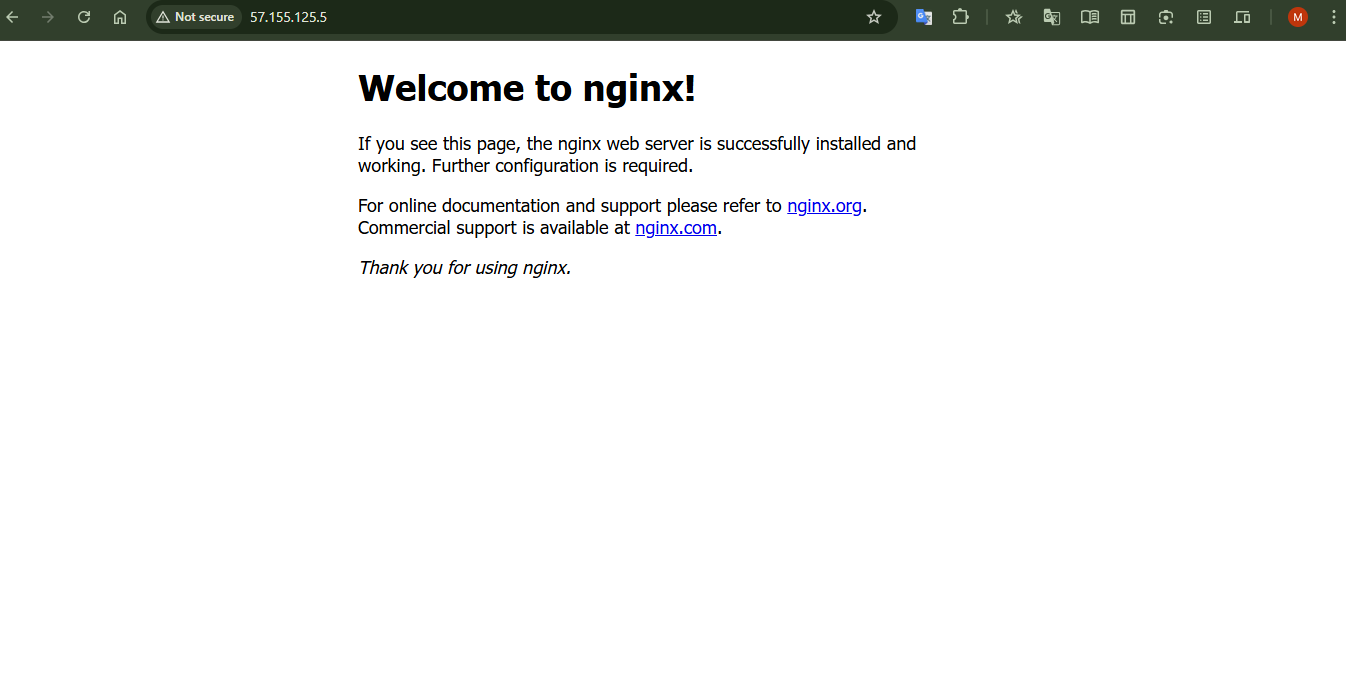 Not secure
57.155.125.5
M
Welcome to nginx!
If you see this page, the nginx web server is successfully installed and
working. Further configuration is required.
For online documentation and support please refer to nginx.org.
Commercial support is available at nginx.com.
Thank you for using nginx.